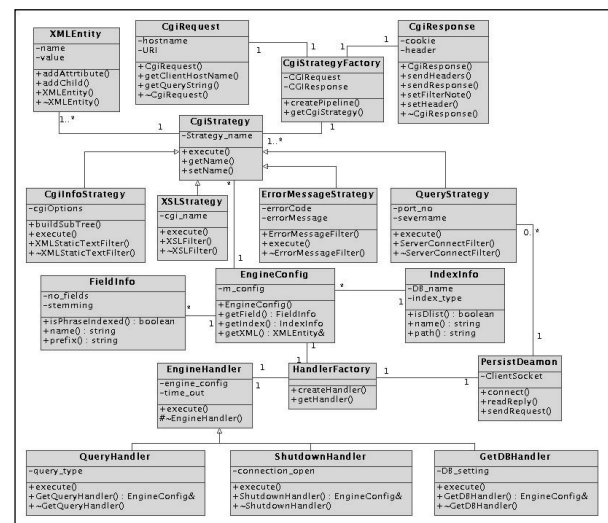 XMLEntity
-name
-value
+addAttrtibute()
+addChild()
+XMLEntity()
+~XMLEntity()
CgiRequest
-hostname
-URI
+CgiRequest()
+getClientHostName()
+getQueryString()
+~CgiRequest()
CgiStrategyFactory
-CGIRequest
-CGIResponse
+createPipeline()
+getCgiStrategy()
CgiResponse
-cookie
-header
+CgiResponse()
+sendHeaders()
+sendResponse()
+setFilterNote()
+setHeader()
+~CgiResponse()
1
1
1
1
1..*
1
1
1..*
CgiStrategy
-Strategy_name
+execute()
+getName()
+setName()
CgiInfoStrategy
-cgiOptions
+buildSubTree()
+execute()
+XMLStaticTextFilter()
+~XMLStaticTextFilter()
XSLStrategy
-cgi_name
+execute()
+XSLFilter()
+~XSLFilter()
*
ErrorMessageStrategy
-errorCode
-errorMessage
+ErrorMessageFilter()
+execute()
+~ErrorMessageFilter()
QueryStrategy
-port_no
-severname
+execute()
+ServerConnectFilter()
+~ServerConnectFilter()
0..*
1
FieldInfo
-no_fields
-stemming
+isPhraseIndexed() : boolean
+name() : string
+prefix() : string
*
1
EngineConfig
-m_config
+EngineConfig()
+getField() : FieldInfo
+getIndex() : IndexInfo
+getXML() : XMLEntity&
*
1
IndexInfo
-DB_name
-index_type
+isDlist() : boolean
+name() : string
+path() : string
1
1
1
EngineHandler
-engine_config
-time_out
+execute()
#~EngineHandler()
1
1
HandlerFactory
+createHandler()
+getHandler()
1
1
PersistDeamon
-ClientSocket
+connect()
+readReply()
+sendRequest()
QueryHandler
-query_type
+execute()
+GetQueryHandler() : EngineConfig&
+~GetQueryHandler()
ShutdownHandler
-connection_open
+execute()
+ShutdownHandler() : EngineConfig&
+~ShutdownHandler()
GetDBHandler
-DB_setting
+execute()
+GetDBHandler() : EngineConfig&
+~GetDBHandler()